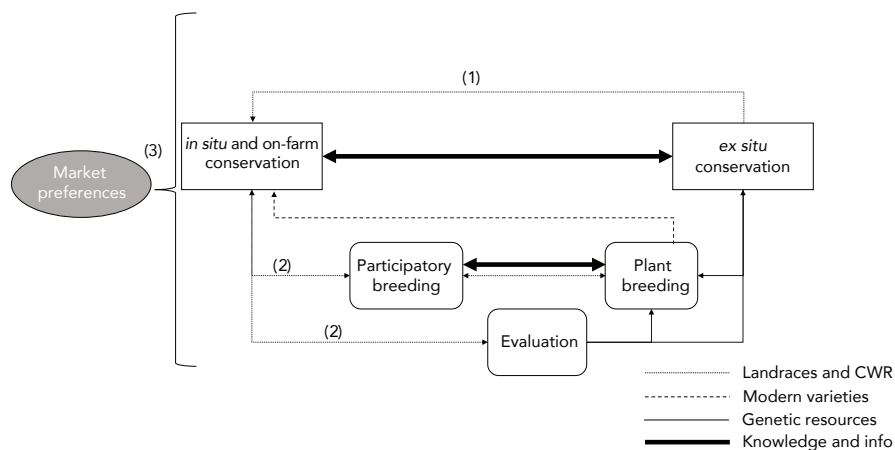 (1)
in situ and on-farm
conservation
ex situ
conservation
(3)
Market
preferences
(2)
Participatory
breeding
Plant
breeding
(2)
Evaluation
Landraces and CWR
Modern varieties
Genetic resources
Knowledge and info